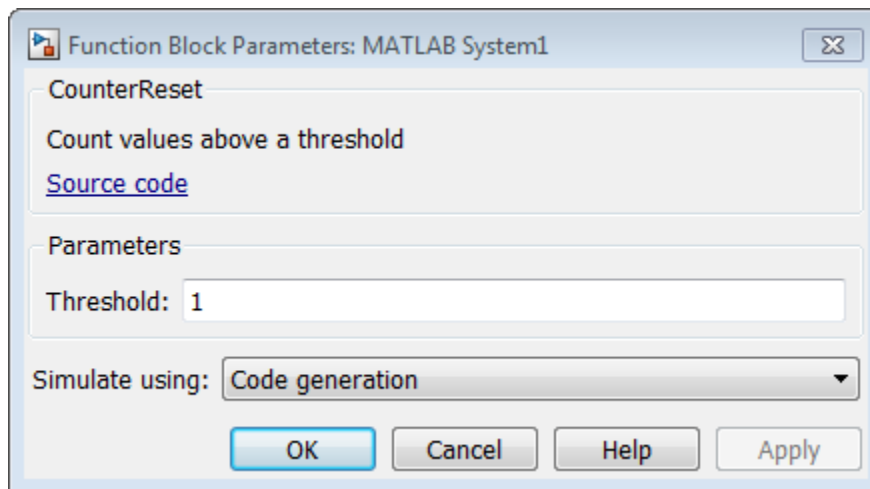 Function Block Parameters: MATLAB System1
CounterReset
Count values above a threshold
Source code
Parameters
Threshold: 1
Simulate using: Code generation
OK Cancel Help Apply